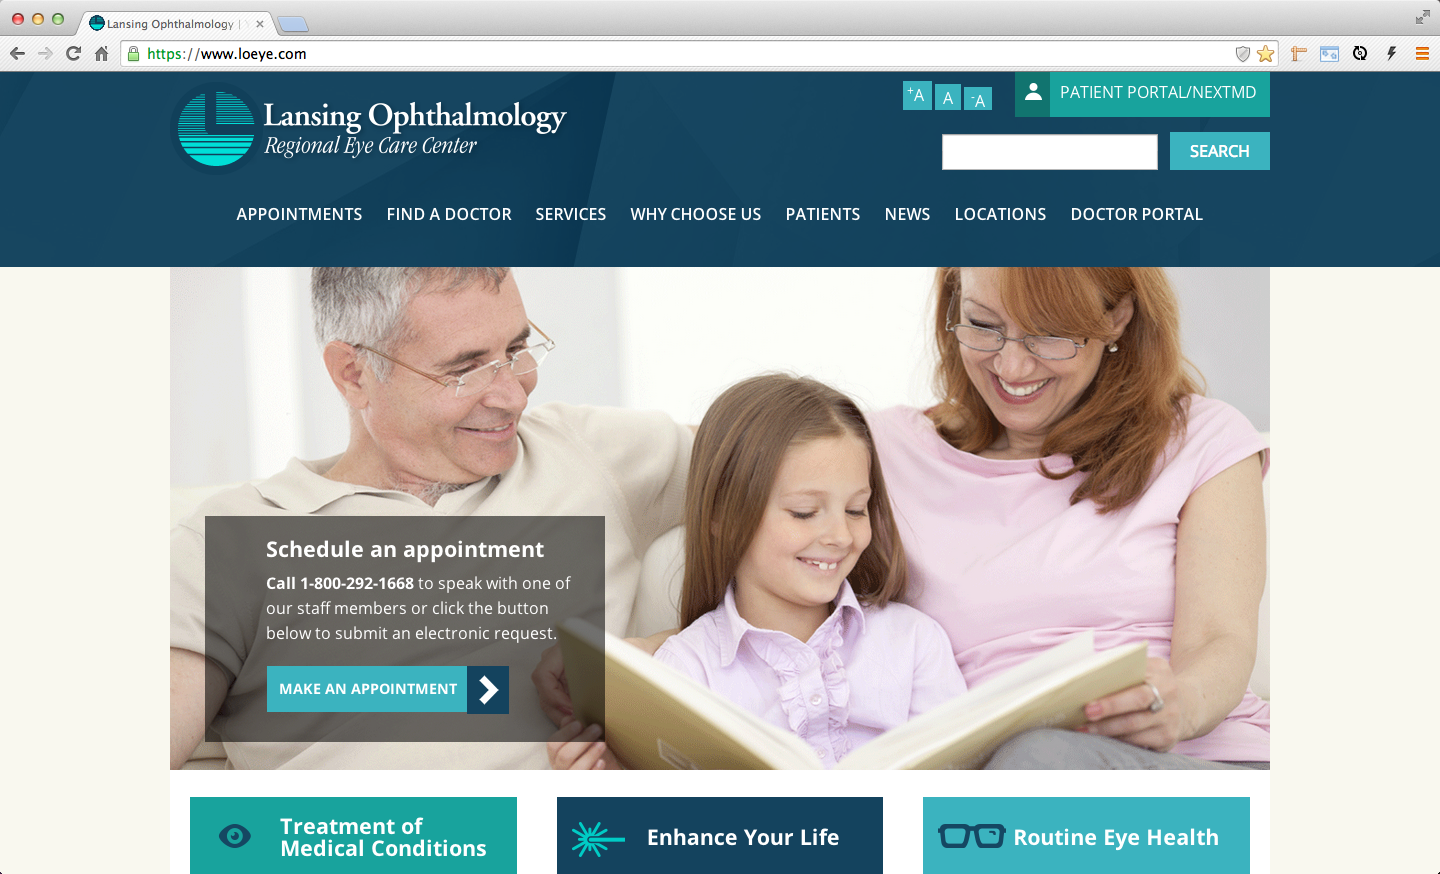 Lansing Ophthalmology |
https://www.loeye.com
Lansing Ophthalmology
Regional Eye Care Center
+A A -A
PATIENT PORTAL/NEXTMD
SEARCH
APPOINTMENTS FIND A DOCTOR SERVICES WHY CHOOSE US PATIENTS NEWS LOCATIONS DOCTOR PORTAL
Schedule an appointment
Call 1-800-292-1668 to speak with one of
our staff members or click the button
below to submit an electronic request.
MAKE AN APPOINTMENT
Treatment of
Medical Conditions
Enhance Your Life
Routine Eye Health